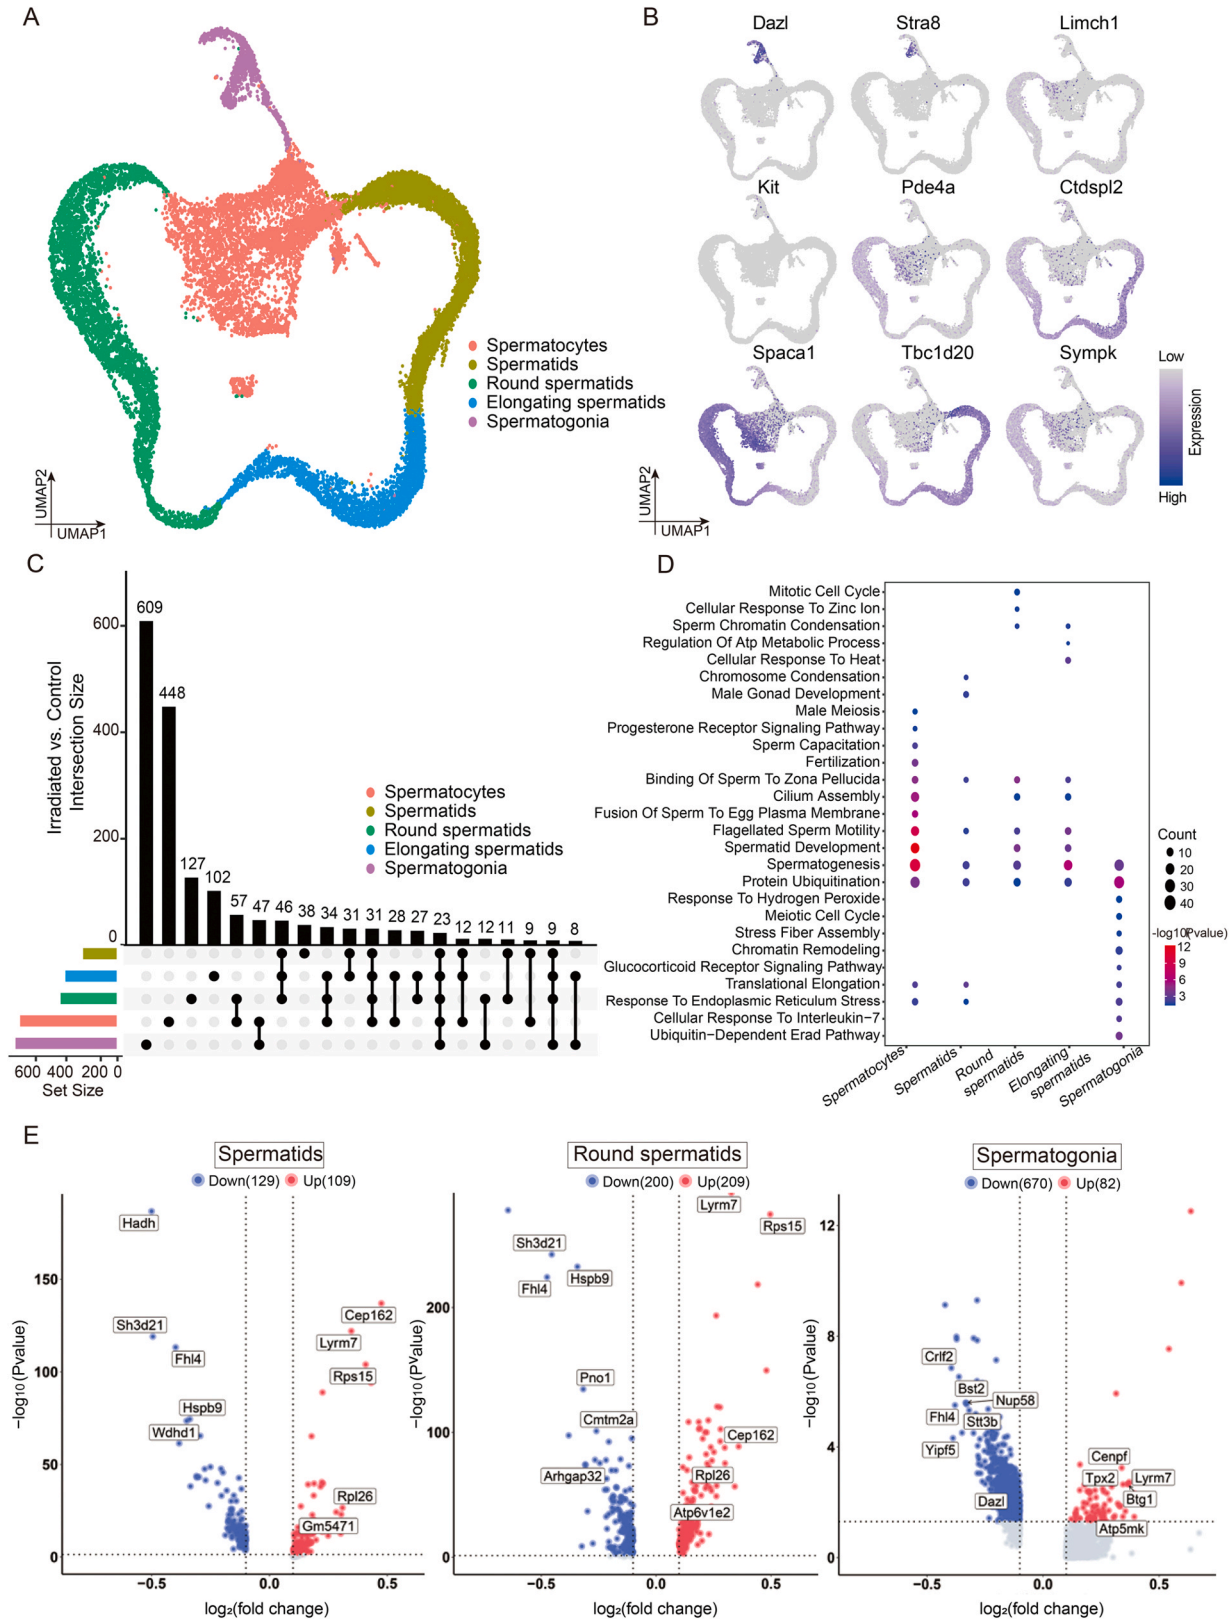 A
Spermatocytes
Spermatids
Round spermatids
Elongating spermatids
Spermatogonia
UMAP2
UMAP1
B
Dazl
Stra8
Limch1
Kit
Pde4a
Ctdspl2
Spaca1
Tbc1d20
Sympk
Low
Expression
High
UMAP2
UMAP1
C
Irradiated vs. Control
Intersection Size
600
400
200
0
609
448
127
102
57
47
46
38
34
31
31
28
27
23
12
12
11
9
9
8
Spermatocytes
Spermatids
Round spermatids
Elongating spermatids
Spermatogonia
600 400 200 0
Set Size
D
Mitotic Cell Cycle
Cellular Response To Zinc Ion
Sperm Chromatin Condensation
Regulation Of Atp Metabolic Process
Cellular Response To Heat
Chromosome Condensation
Male Gonad Development
Male Meiosis
Progesterone Receptor Signaling Pathway
Sperm Capacitation
Fertilization
Binding Of Sperm To Zona Pellucida
Cilium Assembly
Fusion Of Sperm To Egg Plasma Membrane
Flagellated Sperm Motility
Spermatid Development
Spermatogenesis
Protein Ubiquitination
Response To Hydrogen Peroxide
Meiotic Cell Cycle
Stress Fiber Assembly
Chromatin Remodeling
Glucocorticoid Receptor Signaling Pathway
Translational Elongation
Response To Endoplasmic Reticulum Stress
Cellular Response To Interleukin−7
Ubiquitin−Dependent Erad Pathway
Spermatocytes
Spermatids
Round
spermatids
Elongating
spermatids
Spermatogonia
Count
10
20
30
40
-log10Pvalue)
12
9
6
3
E
Spermatids
Down(129) Up(109)
−log₁₀(Pvalue)
150
100
50
0
Hadh
Sh3d21
Fhl4
Hspb9
Wdhd1
Cep162
Lyrm7
Rps15
Rpl26
Gm5471
−0.5 0.0 0.5
log₂(fold change)
Round spermatids
Down(200) Up(209)
−log₁₀(Pvalue)
200
100
0
Lyrm7
Rps15
Sh3d21
Hspb9
Fhl4
Pno1
Cmtm2a
Cep162
Arhgap32
Rpl26
Atp6v1e2
−0.5 0.0 0.5
log₂(fold change)
Spermatogonia
Down(670) Up(82)
−log₁₀(Pvalue)
12
8
4
0
Crlf2
Bst2
Nup58
Fhl4
Stt3b
Yipf5
Cenpf
Tpx2
Lyrm7
Dazl
Btg1
Atp5mk
−0.5 0.0 0.5
log₂(fold change)